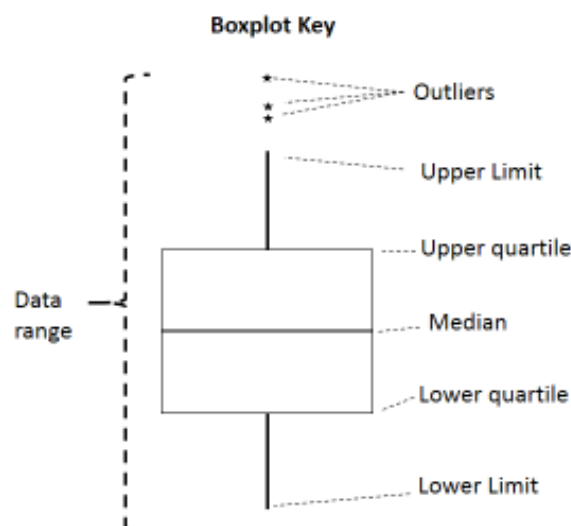 Boxplot Key
Outliers
Upper Limit
Upper quartile
Data
range
Median
Lower quartile
Lower Limit